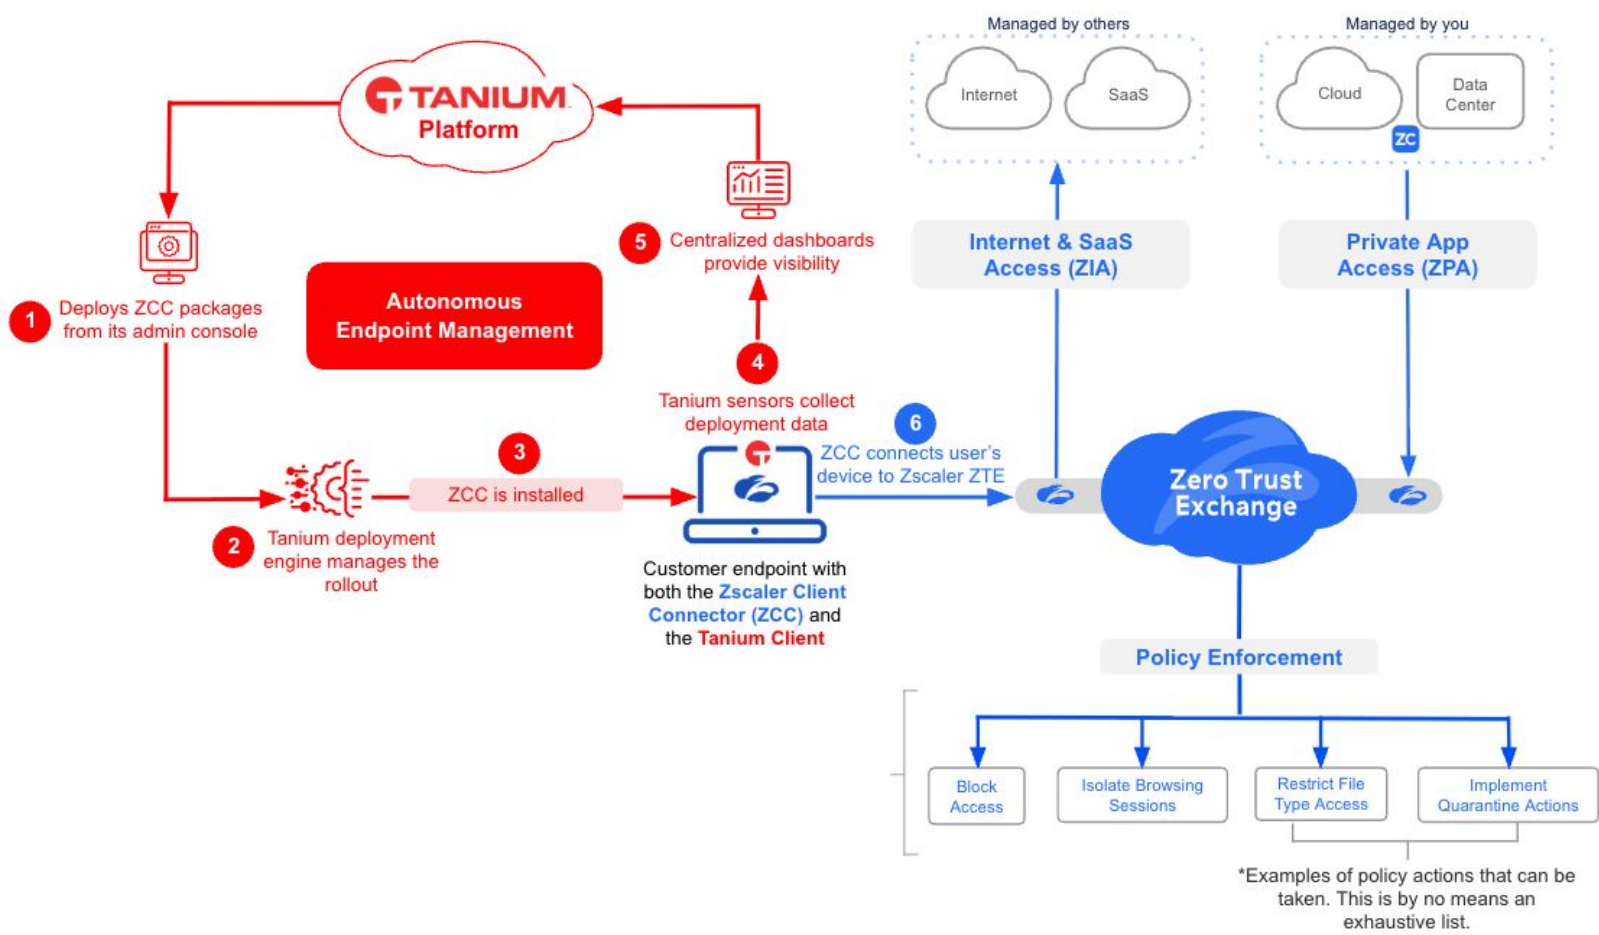 Managed by others
Managed by you
Internet
SaaS
Cloud
Data
Center
ZC
TANIUM
Platform
Internet & SaaS
Access (ZIA)
Private App
Access (ZPA)
5
Centralized dashboards
provide visibility
1
Deploys ZCC packages
from its admin console
Autonomous
Endpoint Management
4
Tanium sensors collect
deployment data
6
ZCC connects user's
device to Zscaler ZTE
3
ZCC is installed
Zero Trust
Exchange
2
Tanium deployment
engine manages the
rollout
Customer endpoint with
both the Zscaler Client
Connector (ZCC) and
the Tanium Client
Policy Enforcement
Block
Access
Isolate Browsing
Sessions
Restrict File
Type Access
Implement
Quarantine Actions
*Examples of policy actions that can be
taken. This is by no means an
exhaustive list.